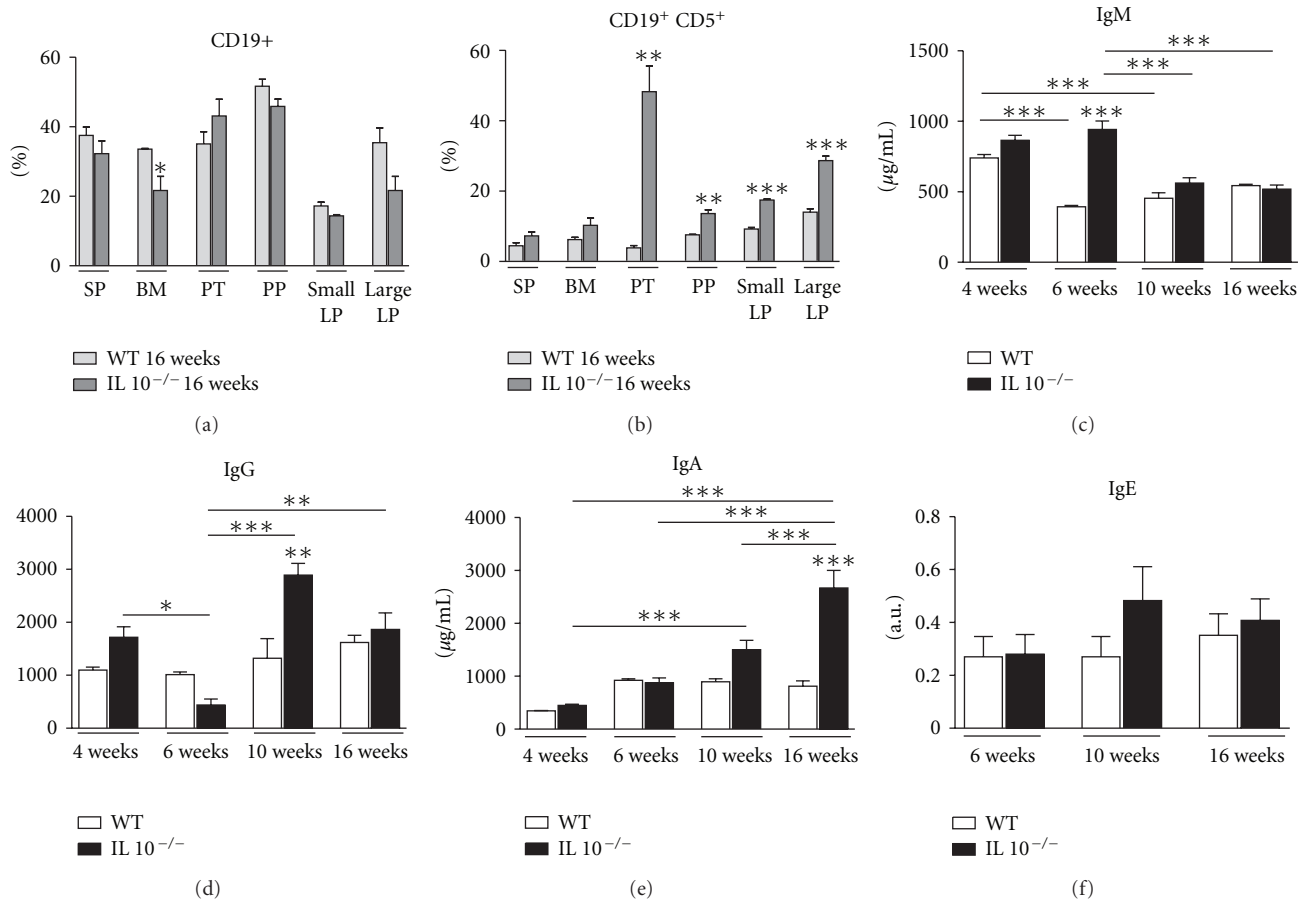 CD19+
60
40
20
0
(%)
*
SP BM PT PP Small Large
LP LP
WT 16 weeks
IL 10⁻/⁻ 16 weeks
(a)
CD19⁺ CD5⁺
60
40
20
0
(%)
** ** *** ***
SP BM PT PP Small Large
LP LP
WT 16 weeks
IL 10⁻/⁻ 16 weeks
(b)
IgM
1500
1000
500
0
(µg/mL)
***
***
***
*** ***
4 weeks 6 weeks 10 weeks 16 weeks
WT
IL 10⁻/⁻
(c)
IgG
4000
3000
2000
1000
0
**
***
**
*
4 weeks 6 weeks 10 weeks 16 weeks
WT
IL 10⁻/⁻
(d)
IgA
4000
3000
2000
1000
0
(µg/mL)
***
***
***
***
***
4 weeks 6 weeks 10 weeks 16 weeks
WT
IL 10⁻/⁻
(e)
IgE
0.8
0.6
0.4
0.2
0
(a.u.)
6 weeks 10 weeks 16 weeks
WT
IL 10⁻/⁻
(f)